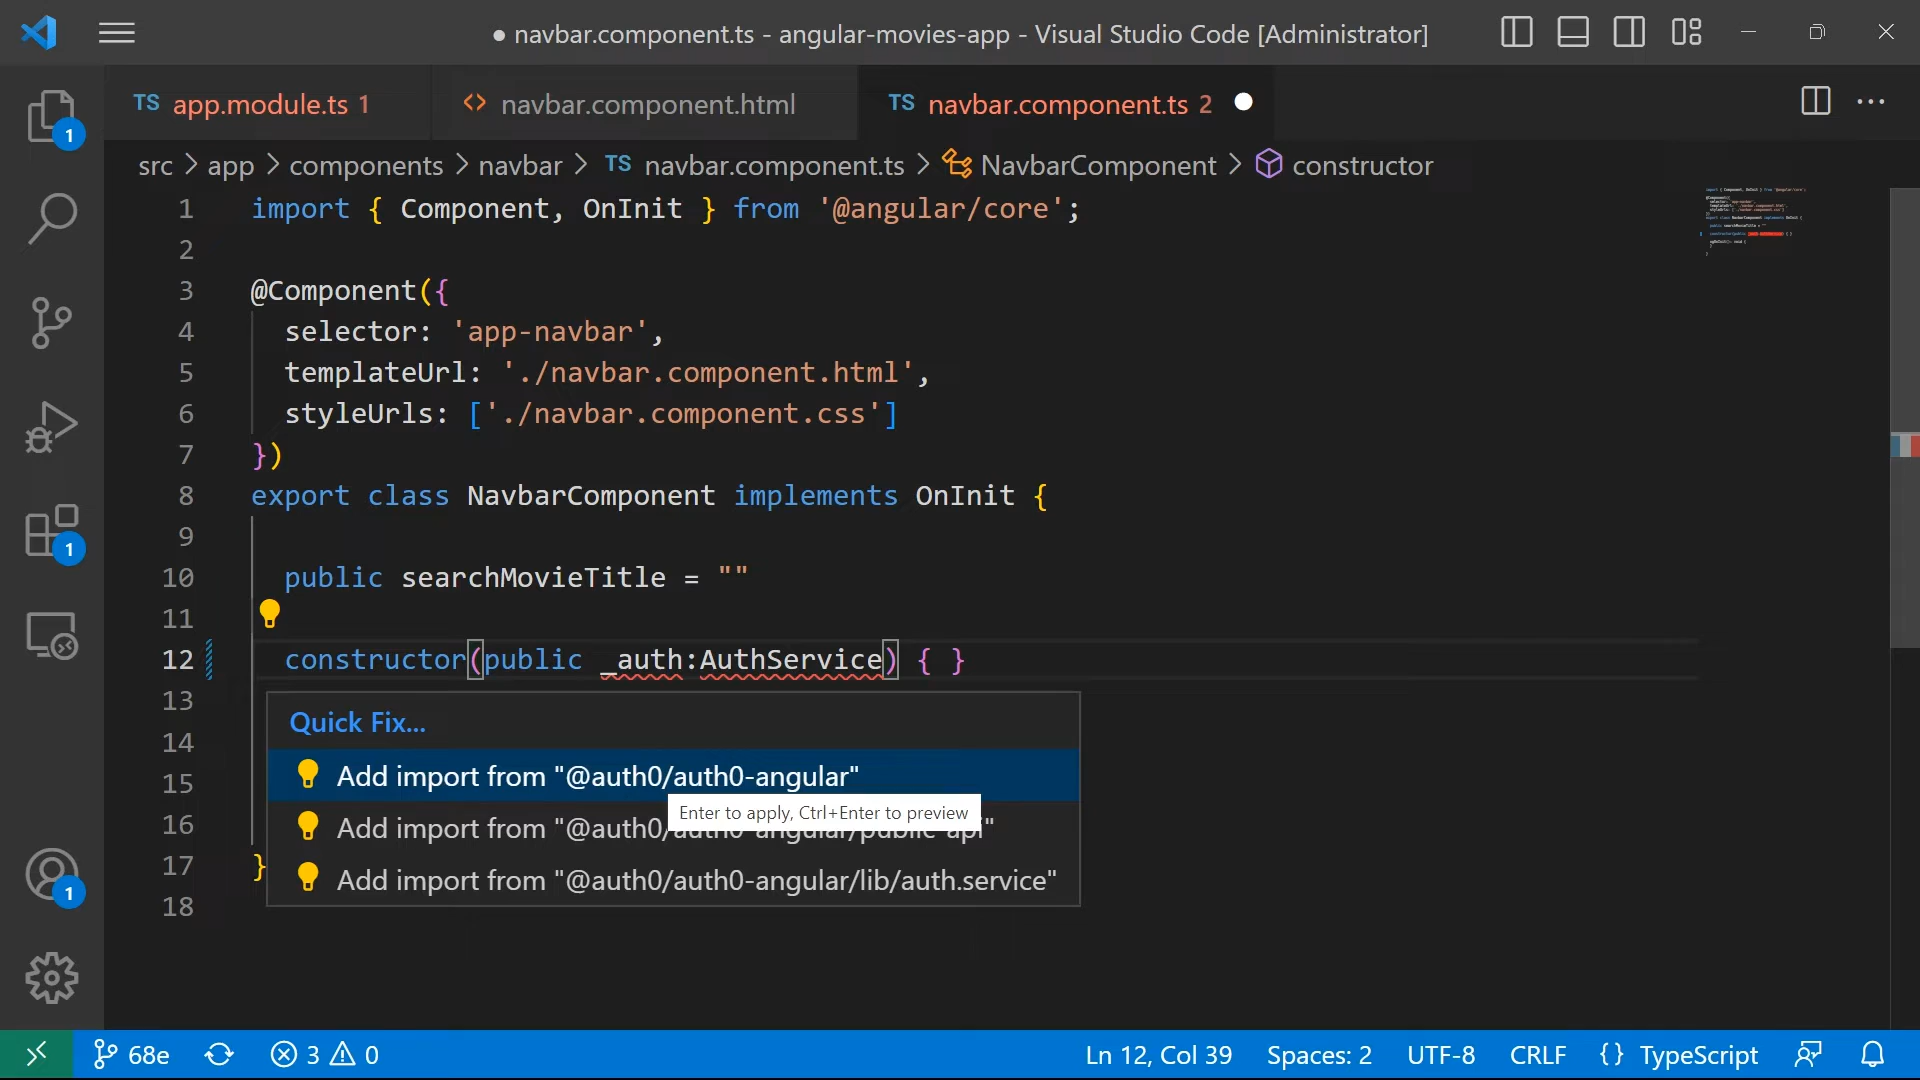 ● navbar.component.ts - angular-movies-app - Visual Studio Code [Administrator]
TS app.module.ts 1
<> navbar.component.html
TS navbar.component.ts 2 ●
src > app > components > navbar > TS navbar.component.ts > NavbarComponent > constructor
1 import { Component, OnInit } from '@angular/core';
2
3 @Component({
4 selector: 'app-navbar',
5 templateUrl: './navbar.component.html',
6 styleUrls: ['./navbar.component.css']
7 })
8 export class NavbarComponent implements OnInit {
9
10 public searchMovieTitle = ""
11
12 constructor(public _auth:AuthService) { }
13
Quick Fix...
14
Add import from "@auth0/auth0-angular"
15
Enter to apply, Ctrl+Enter to preview
16
Add import from "@auth0/auth0-angular/public-api"
17 }
Add import from "@auth0/auth0-angular/lib/auth.service"
18
1
1
1
68e
3
0
Ln 12, Col 39
Spaces: 2
UTF-8
CRLF
{} TypeScript